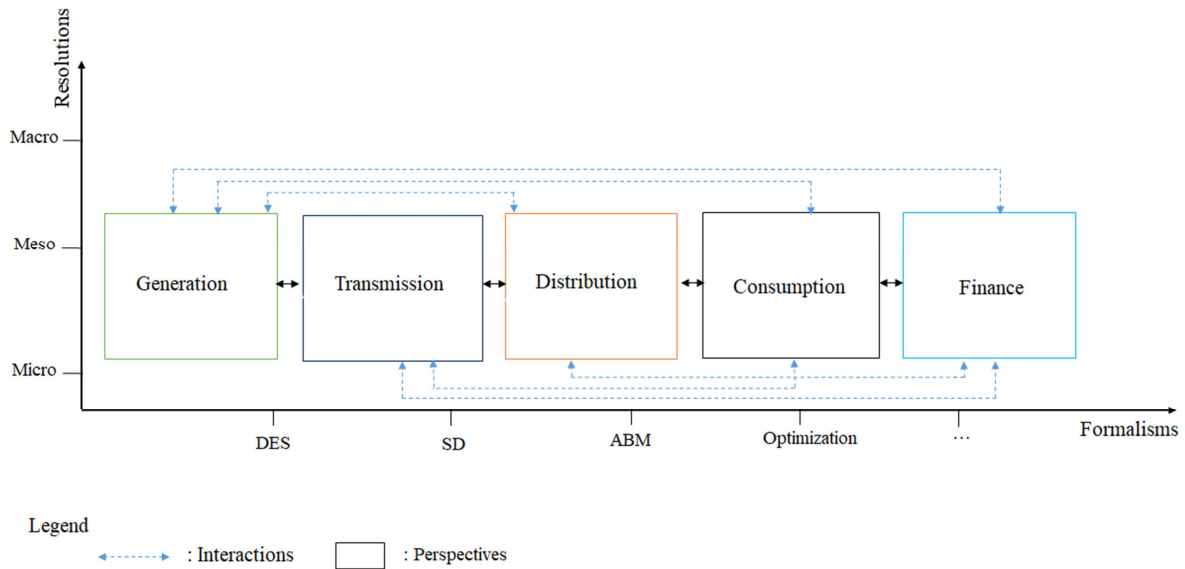 Resolutions
Macro
Meso
Micro
Generation
Transmission
Distribution
Consumption
Finance
DES
SD
ABM
Optimization
...
Formalisms
Legend
: Interactions
: Perspectives